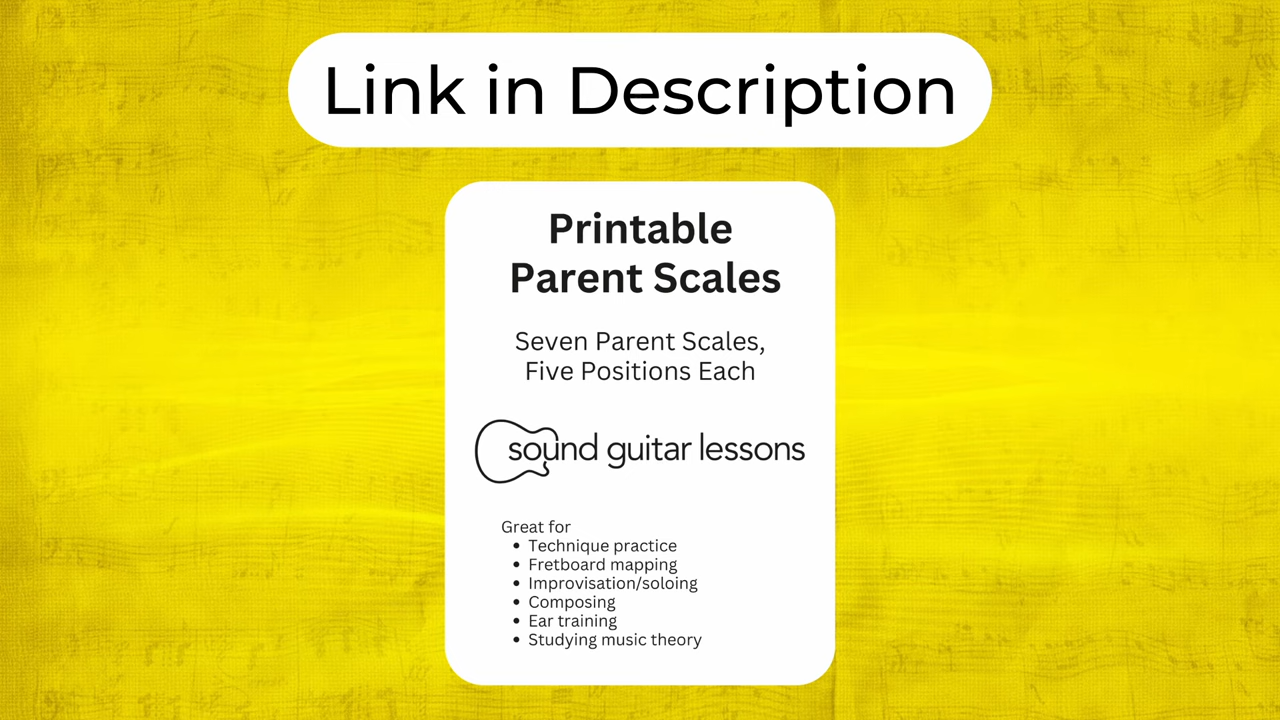 Link in Description
Printable
Parent Scales
Seven Parent Scales,
Five Positions Each
sound guitar lessons
Great for
• Technique practice
• Fretboard mapping
• Improvisation/soloing
• Composing
• Ear training
• Studying music theory